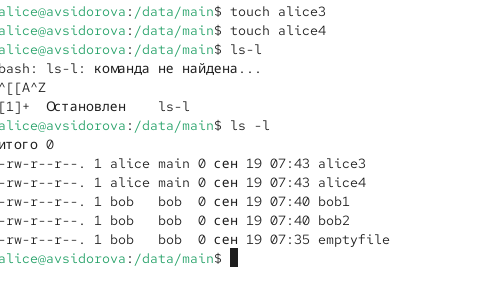 alice@avsidorova:/data/main$ touch alice3
alice@avsidorova:/data/main$ touch alice4
alice@avsidorova:/data/main$ ls-l
bash: ls-l: команда не найдена...
^[[A^Z
[1]+  Остановлен    ls-l
alice@avsidorova:/data/main$ ls -l
итого 0
-rw-r--r--. 1 alice main 0 сен 19 07:43 alice3
-rw-r--r--. 1 alice main 0 сен 19 07:43 alice4
-rw-r--r--. 1 bob   bob  0 сен 19 07:40 bob1
-rw-r--r--. 1 bob   bob  0 сен 19 07:40 bob2
-rw-r--r--. 1 bob   bob  0 сен 19 07:35 emptyfile
alice@avsidorova:/data/main$